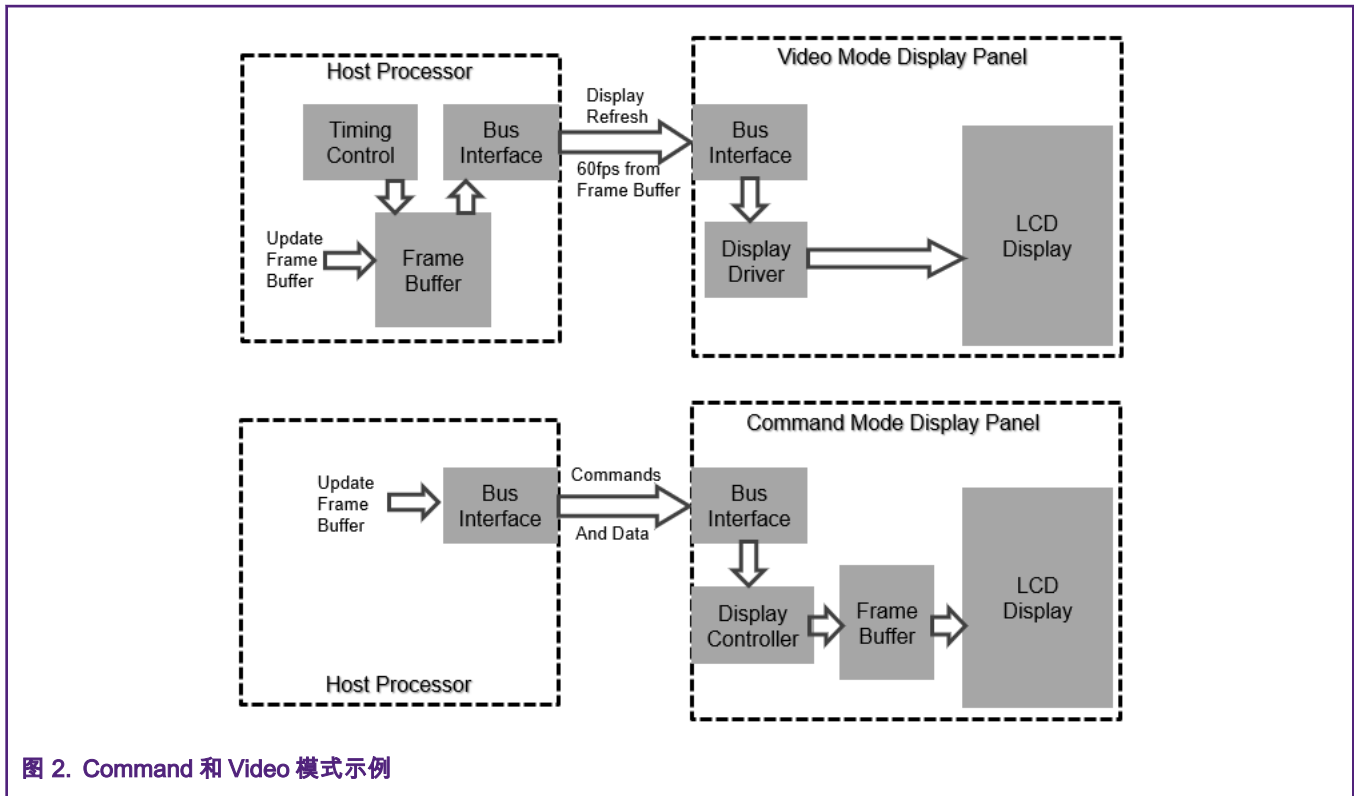 Host Processor
Timing
Control
Bus
Interface
Update
Frame
Buffer
Frame
Buffer
Display
Refresh
60fps from
Frame Buffer
Video Mode Display Panel
Bus
Interface
Display
Driver
LCD
Display
Update
Frame
Buffer
Bus
Interface
Host Processor
Commands
And Data
Command Mode Display Panel
Bus
Interface
Display
Controller
Frame
Buffer
LCD
Display
图 2. Command 和 Video 模式示例